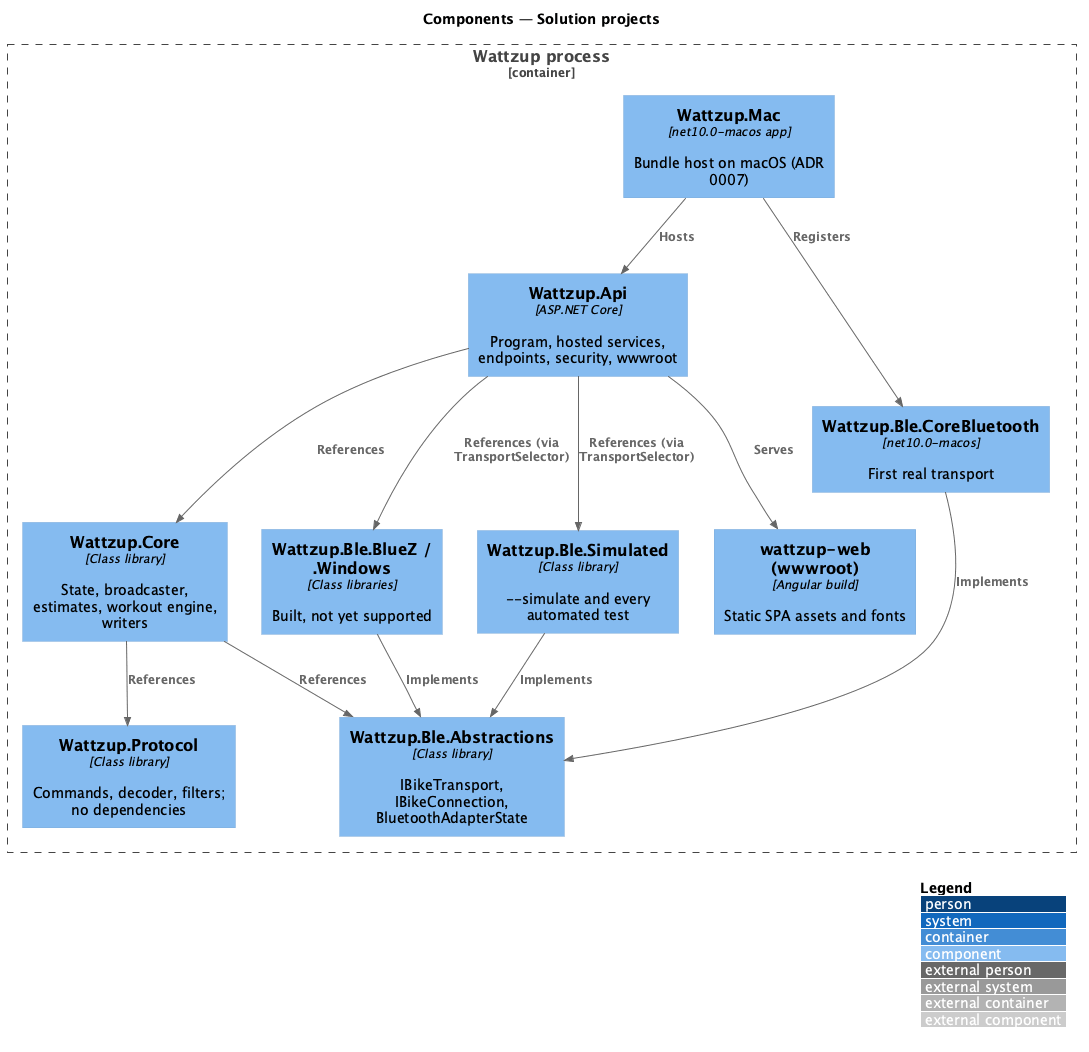 Components — Solution projects
Wattzup process
[container]
Wattzup.Mac
[net10.0-macos app]
Bundle host on macOS (ADR
0007)
Hosts
Registers
Wattzup.Api
[ASP.NET Core]
Program, hosted services,
endpoints, security, wwwroot
References
References (via
TransportSelector)
References (via
TransportSelector)
Serves
Wattzup.Ble.CoreBluetooth
[net10.0-macos]
First real transport
Wattzup.Core
[Class library]
State, broadcaster,
estimates, workout engine,
writers
Wattzup.Ble.BlueZ /
.Windows
[Class libraries]
Built, not yet supported
Wattzup.Ble.Simulated
[Class library]
--simulate and every
automated test
wattzup-web
(wwwroot)
[Angular build]
Static SPA assets and fonts
Implements
References
References
Implements
Implements
Wattzup.Protocol
[Class library]
Commands, decoder, filters;
no dependencies
Wattzup.Ble.Abstractions
[Class library]
IBikeTransport,
IBikeConnection,
BluetoothAdapterState
Legend
person
system
container
component
external person
external system
external container
external component